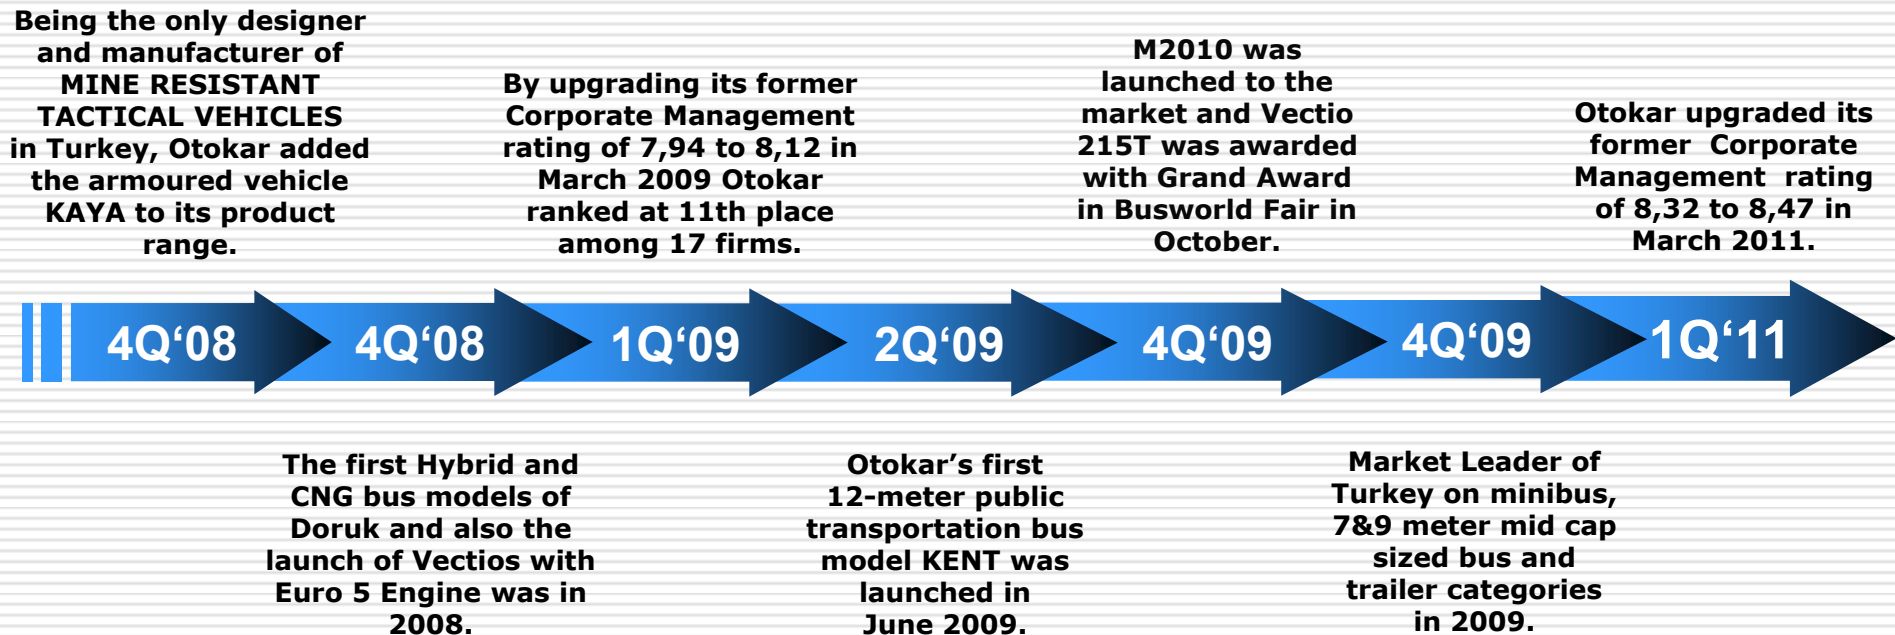 Being the only designer
and manufacturer of
MINE RESISTANT
TACTICAL VEHICLES
in Turkey, Otokar added
the armoured vehicle
KAYA to its product
range.
By upgrading its former
Corporate Management
rating of 7,94 to 8,12 in
March 2009 Otokar
ranked at 11th place
among 17 firms.
M2010 was
launched to the
market and Vectio
215T was awarded
with Grand Award
in Busworld Fair in
October.
Otokar upgraded its
former Corporate
Management rating
of 8,32 to 8,47 in
March 2011.
4Q‘08 4Q‘08 1Q‘09 2Q‘09 4Q‘09 4Q‘09 1Q‘11
The first Hybrid and
CNG bus models of
Doruk and also the
launch of Vectios with
Euro 5 Engine was in
2008.
Otokar’s first
12-meter public
transportation bus
model KENT was
launched in
June 2009.
Market Leader of
Turkey on minibus,
7&9 meter mid cap
sized bus and
trailer categories
in 2009.